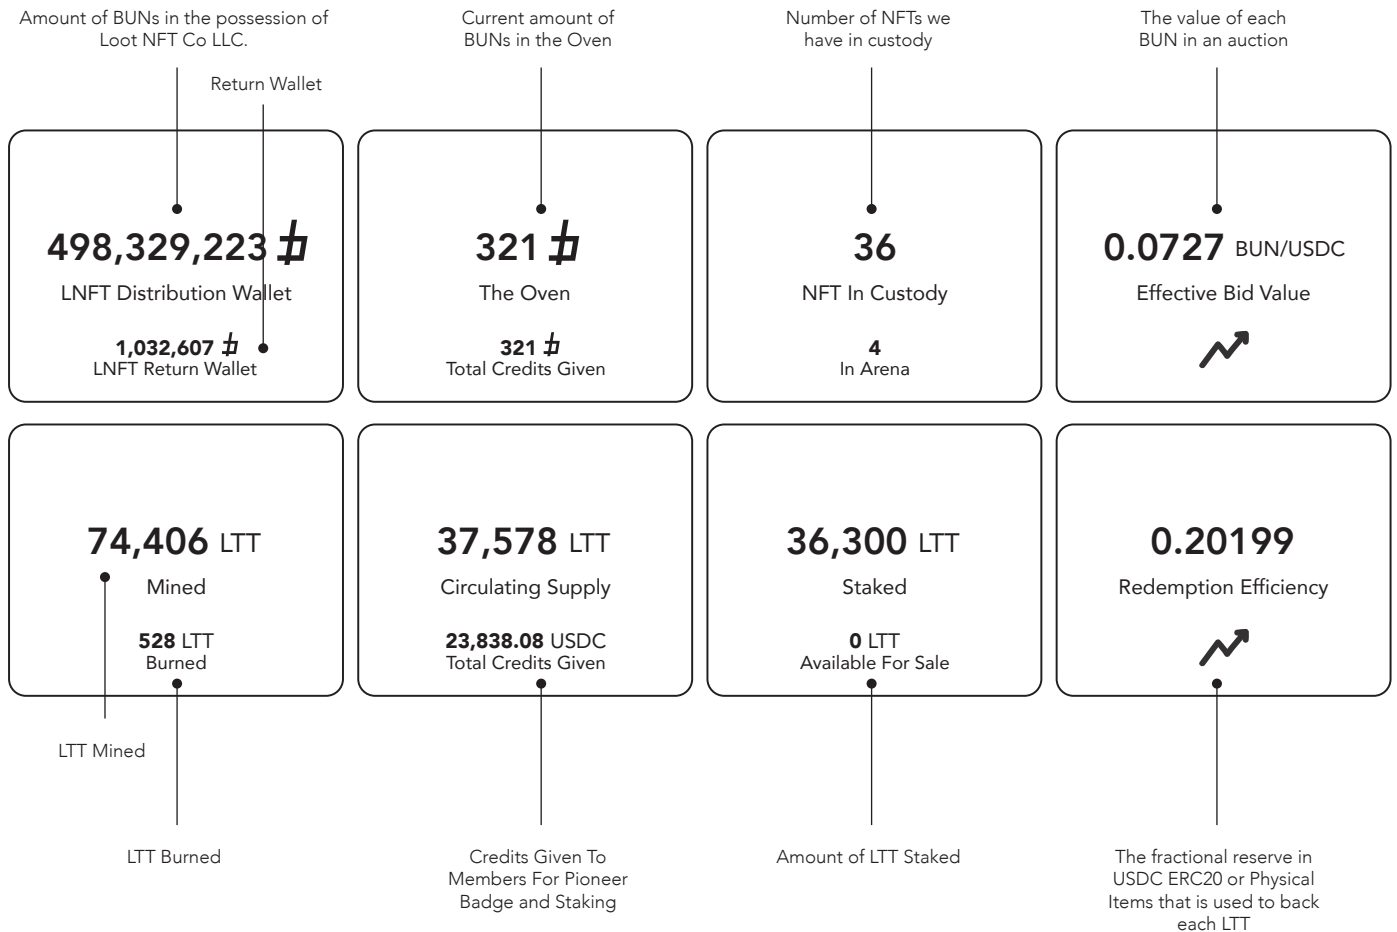 Amount of BUNs in the possession of
Loot NFT Co LLC.
Return Wallet
Current amount of
BUNs in the Oven
Number of NFTs we
have in custody
The value of each
BUN in an auction
498,329,223
LNFT Distribution Wallet
1,032,607
LNFT Return Wallet
321
The Oven
321
Total Credits Given
36
NFT In Custody
4
In Arena
0.0727 BUN/USDC
Effective Bid Value
74,406 LTT
Mined
528 LTT
Burned
37,578 LTT
Circulating Supply
23,838.08 USDC
Total Credits Given
36,300 LTT
Staked
0 LTT
Available For Sale
0.20199
Redemption Efficiency
LTT Mined
LTT Burned
Credits Given To
Members For Pioneer
Badge and Staking
Amount of LTT Staked
The fractional reserve in
USDC ERC20 or Physical
Items that is used to back
each LTT